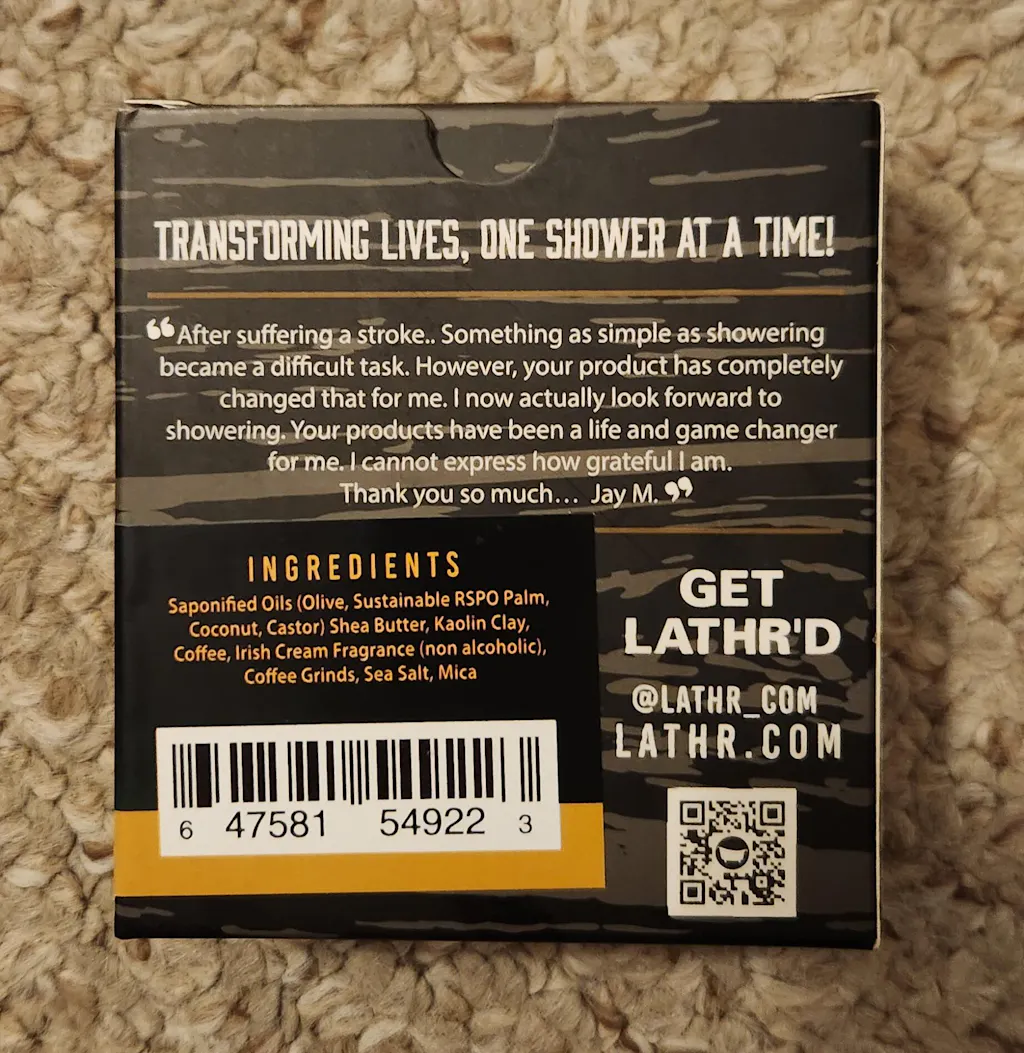 TRANSFORMING LIVES, ONE SHOWER AT A TIME!
“After suffering a stroke.. Something as simple as showering
became a difficult task. However, your product has completely
changed that for me. I now actually look forward to
showering. Your products have been a life and game changer
for me. I cannot express how grateful I am.
Thank you so much... Jay M.”
INGREDIENTS
Saponified Oils (Olive, Sustainable RSPO Palm,
Coconut, Castor) Shea Butter, Kaolin Clay,
Coffee, Irish Cream Fragrance (non alcoholic),
Coffee Grinds, Sea Salt, Mica
6 47581 54922 3
GET
LATHR'D
@LATHR_COM
LATHR.COM